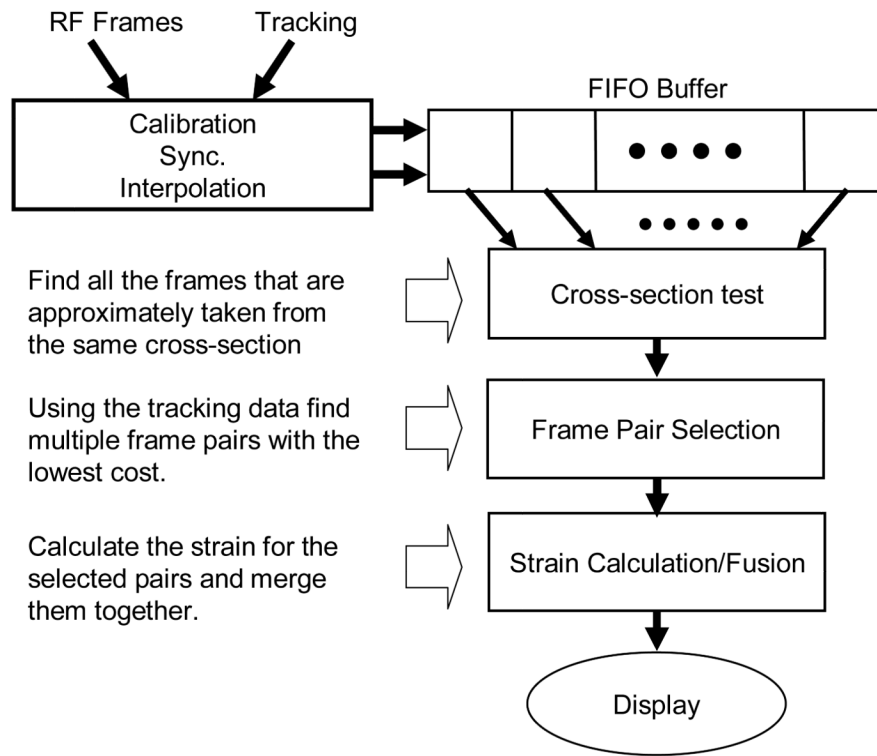 RF Frames
Tracking
Calibration
Sync.
Interpolation
FIFO Buffer
Find all the frames that are
approximately taken from
the same cross-section
Cross-section test
Using the tracking data find
multiple frame pairs with the
lowest cost.
Frame Pair Selection
Calculate the strain for the
selected pairs and merge
them together.
Strain Calculation/Fusion
Display